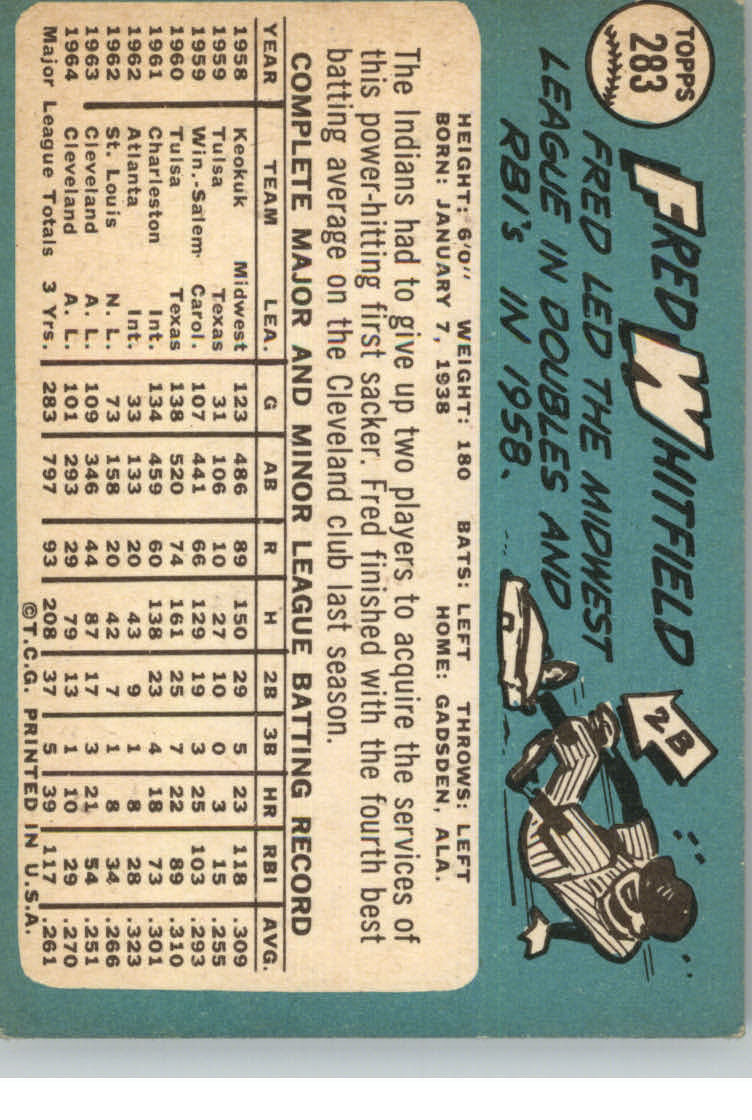 TOPPS
283
FRED WHITFIELD
FRED LED THE MIDWEST
LEAGUE IN DOUBLES AND
RBI's IN 1958.
2B
HEIGHT: 6'0" WEIGHT: 180 BATS: LEFT THROWS: LEFT
BORN: JANUARY 7, 1938 HOME: GADSDEN, ALA.
The Indians had to give up two players to acquire the services of
this power-hitting first sacker. Fred finished with the fourth best
batting average on the Cleveland club last season.
COMPLETE MAJOR AND MINOR LEAGUE BATTING RECORD
YEAR TEAM LEA. G AB R H 2B 3B HR RBI AVG.
1958 Keokuk Midwest 123 486 89 150 29 5 23 118 .309
1959 Tulsa Texas 31 106 10 27 10 0 3 15 .255
1959 Win.-Salem Carol. 107 441 66 129 19 3 25 103 .293
1960 Tulsa Texas 138 520 74 161 25 7 22 89 .310
1961 Charleston Int. 134 459 60 138 23 4 18 73 .301
1962 Atlanta Int. 33 133 20 43 9 1 8 28 .323
1962 St. Louis N. L. 73 158 20 42 7 1 8 34 .266
1963 Cleveland A. L. 109 346 44 87 17 3 21 54 .251
1964 Cleveland A. L. 101 293 29 79 13 1 10 29 .270
Major League Totals 3 Yrs. 283 797 93 208 37 5 39 117 .261
©T.C.G. PRINTED IN U.S.A.